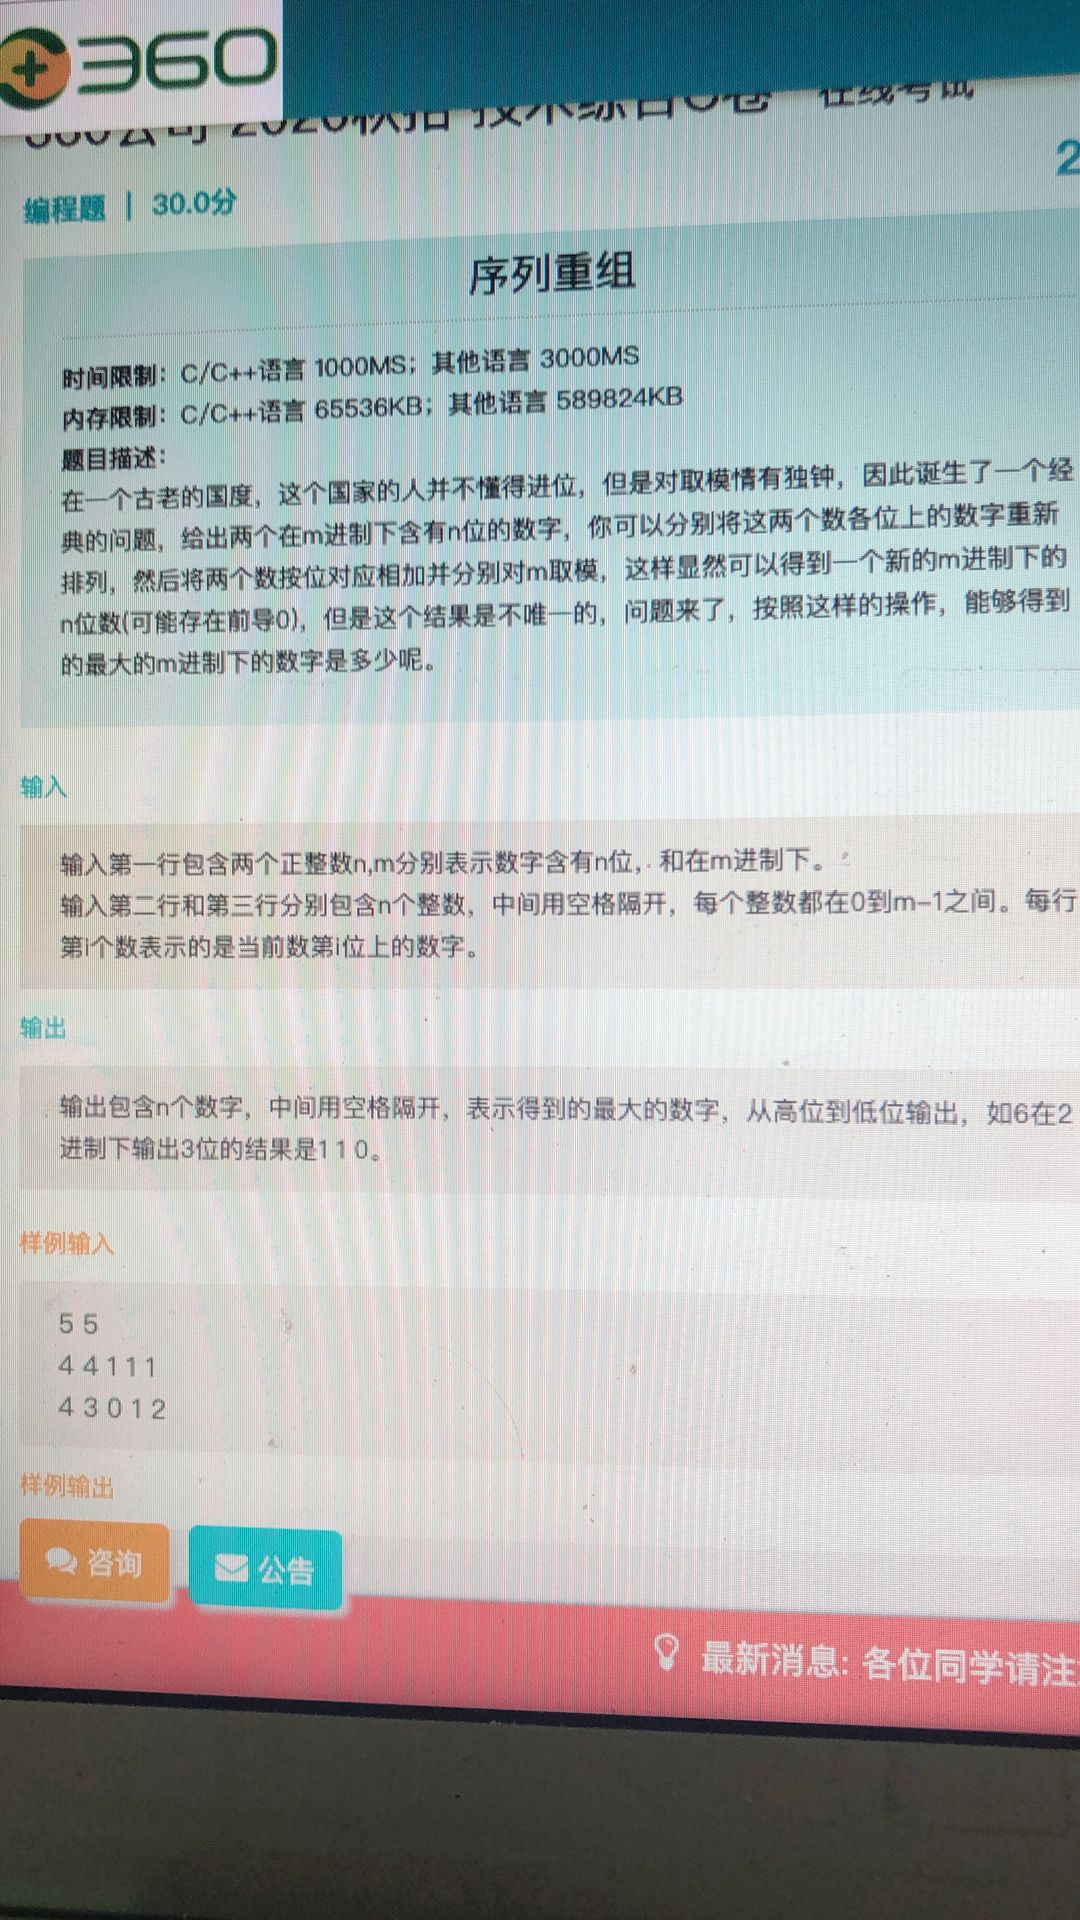 360
360公司-2020秋招-技术综合C卷 在线考试
2
编程题 | 30.0分
序列重组
时间限制：C/C++语言 1000MS；其他语言 3000MS
内存限制：C/C++语言 65536KB；其他语言 589824KB
题目描述：
在一个古老的国度，这个国家的人并不懂得进位，但是对取模情有独钟，因此诞生了一个经
典的问题，给出两个在m进制下含有n位的数字，你可以分别将这两个数各位上的数字重新
排列，然后将两个数按位对应相加并分别对m取模，这样显然可以得到一个新的m进制下的
n位数(可能存在前导0)，但是这个结果是不唯一的，问题来了，按照这样的操作，能够得到
的最大的m进制下的数字是多少呢。
输入
输入第一行包含两个正整数n,m分别表示数字含有n位，和在m进制下。
输入第二行和第三行分别包含n个整数，中间用空格隔开，每个整数都在0到m-1之间。每行
第i个数表示的是当前数第i位上的数字。
输出
输出包含n个数字，中间用空格隔开，表示得到的最大的数字，从高位到低位输出，如6在2
进制下输出3位的结果是1 1 0。
样例输入
5 5
4 4 1 1 1
4 3 0 1 2
样例输出
咨询
公告
最新消息: 各位同学请注